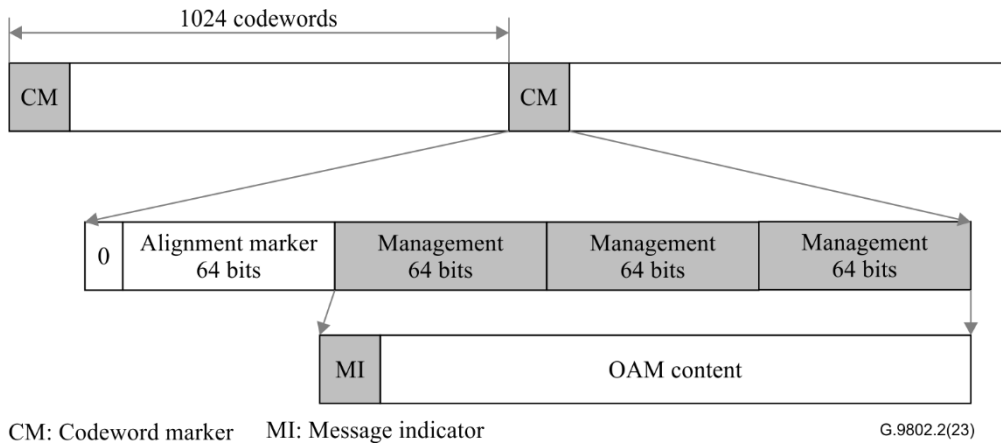 1024 codewords
CM
CM
0
Alignment marker
64 bits
Management
64 bits
Management
64 bits
Management
64 bits
MI
OAM content
CM: Codeword marker MI: Message indicator
G.9802.2(23)